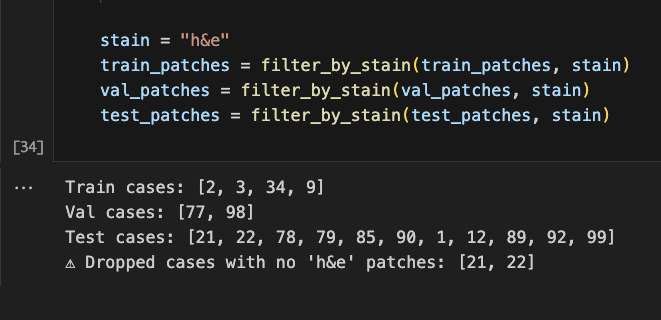 stain = "h&e"
train_patches = filter_by_stain(train_patches, stain)
val_patches = filter_by_stain(val_patches, stain)
test_patches = filter_by_stain(test_patches, stain)
[34]
... Train cases: [2, 3, 34, 9]
Val cases: [77, 98]
Test cases: [21, 22, 78, 79, 85, 90, 1, 12, 89, 92, 99]
⚠ Dropped cases with no 'h&e' patches: [21, 22]